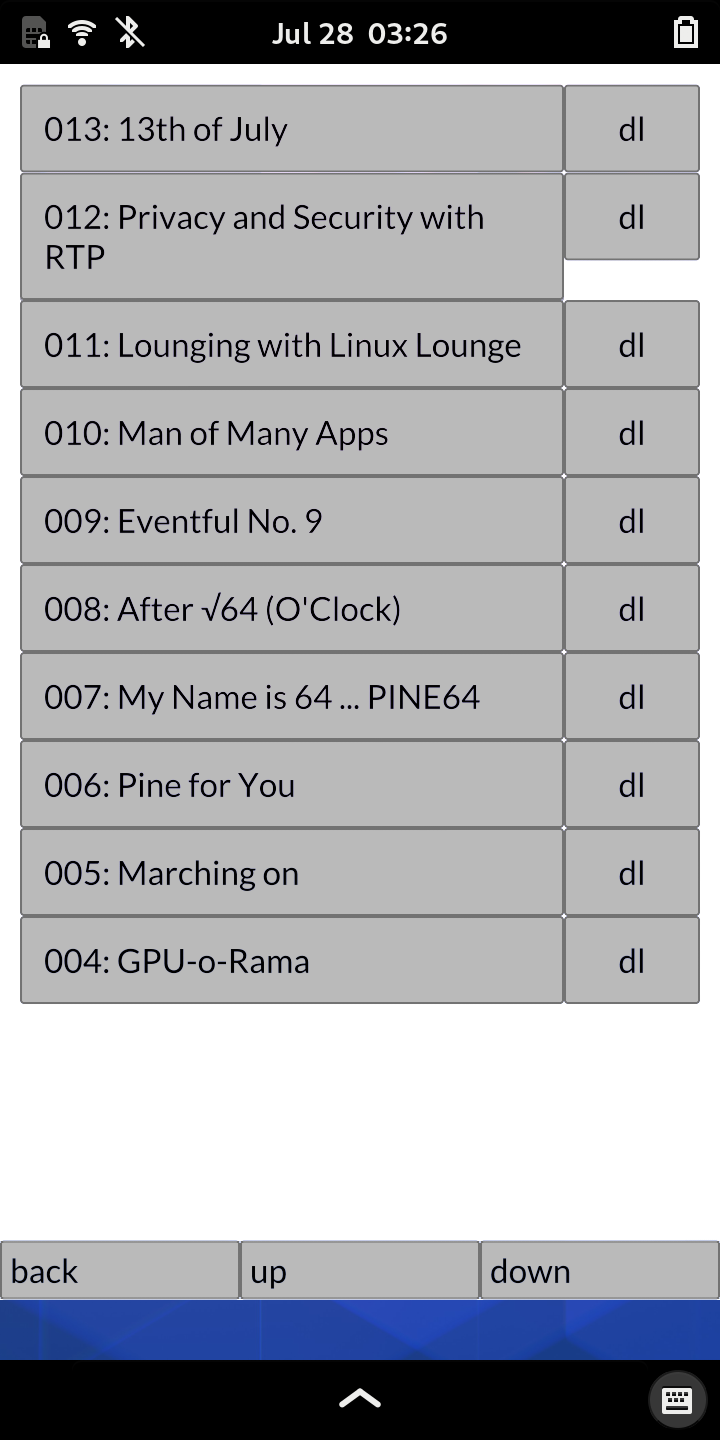 Jul 28 03:26
013: 13th of July
dl
012: Privacy and Security with
RTP
dl
011: Lounging with Linux Lounge
dl
010: Man of Many Apps
dl
009: Eventful No. 9
dl
008: After √64 (O'Clock)
dl
007: My Name is 64 ... PINE64
dl
006: Pine for You
dl
005: Marching on
dl
004: GPU-o-Rama
dl
back
up
down